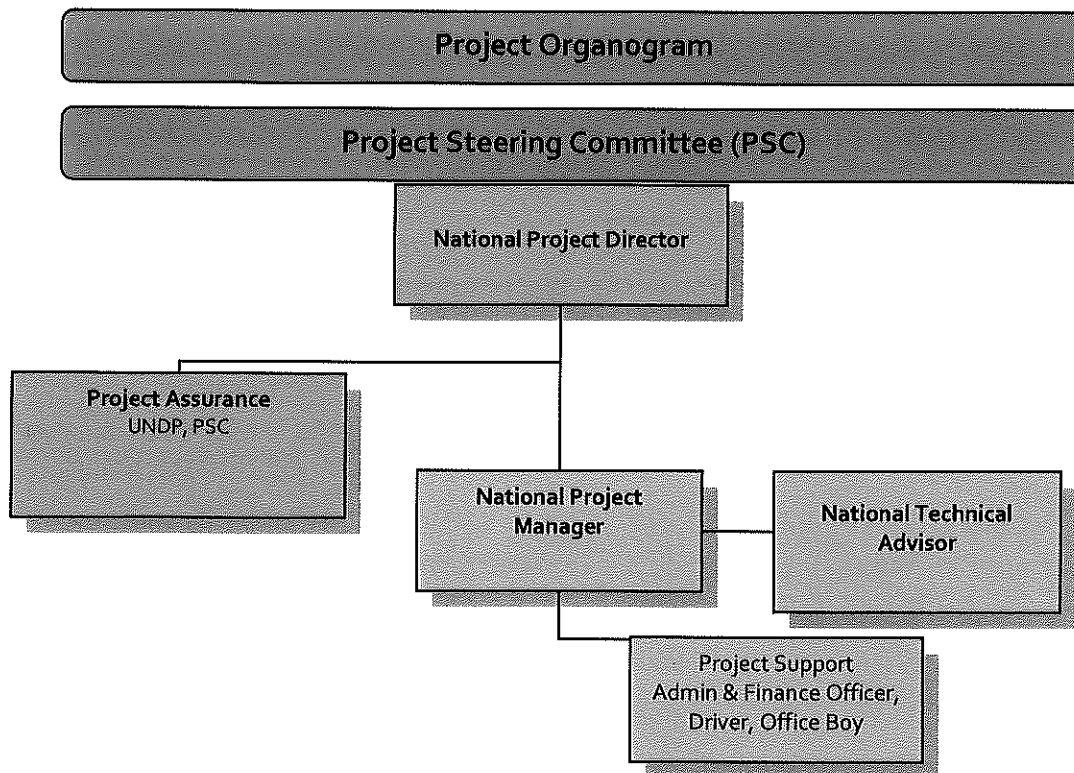 Project Organogram
Project Steering Committee (PSC)
National Project Director
Project Assurance
UNDP, PSC
National Project
Manager
National Technical
Advisor
Project Support
Admin & Finance Officer,
Driver, Office Boy